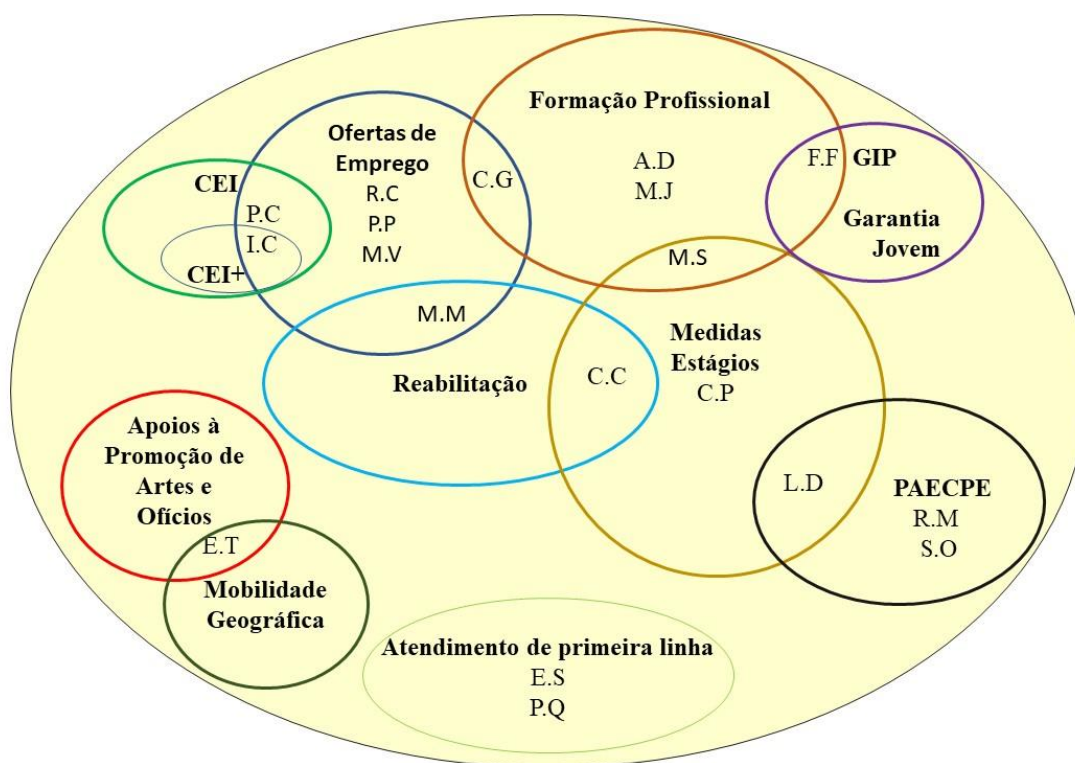 Formação Profissional
A.D
M.J
Ofertas de
Emprego
R.C
P.P
M.V
C.G
F.F
GIP
Garantia
Jovem
CEI
P.C
I.C
CEI+
M.S
M.M
Medidas
Estágios
C.P
Reabilitação
C.C
Apoios à
Promoção de
Artes e
Ofícios
E.T
Mobilidade
Geográfica
L.D
PAECPE
R.M
S.O
Atendimento de primeira linha
E.S
P.Q